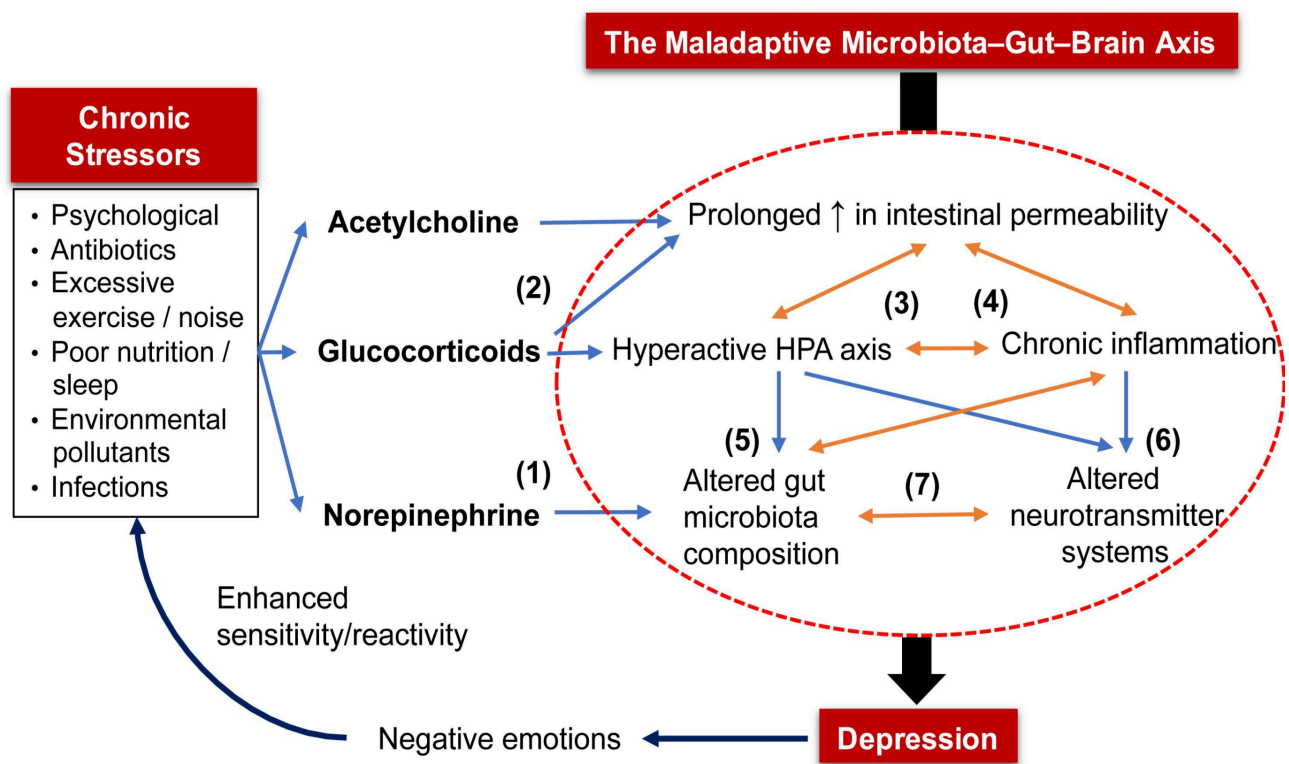 The Maladaptive Microbiota–Gut–Brain Axis
Chronic
Stressors
• Psychological
• Antibiotics
• Excessive
exercise / noise
• Poor nutrition /
sleep
• Environmental
pollutants
• Infections
Acetylcholine
(2)
Glucocorticoids
(1)
Norepinephrine
Prolonged ↑ in intestinal permeability
(3)
(4)
Hyperactive HPA axis
Chronic inflammation
(5)
(6)
Altered gut
microbiota
composition
(7)
Altered
neurotransmitter
systems
Enhanced
sensitivity/reactivity
Negative emotions
Depression